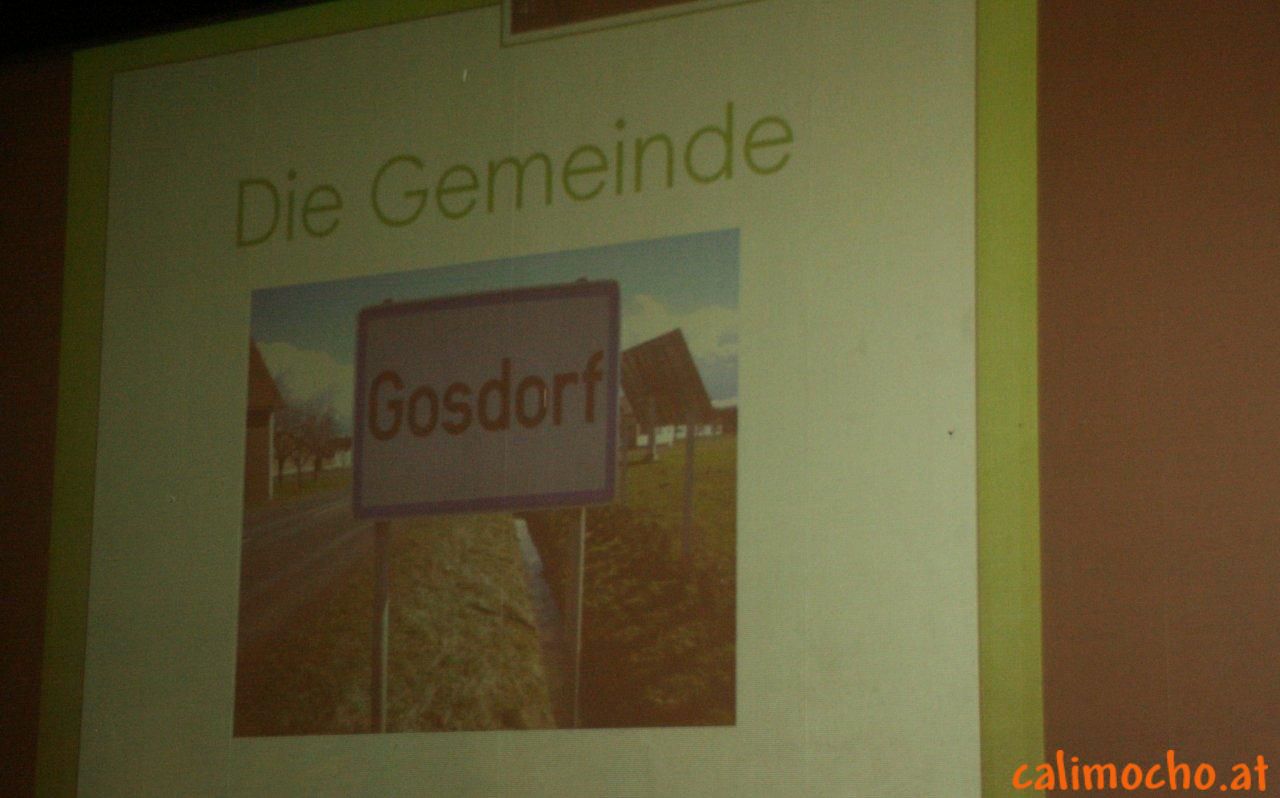 Die Gemeinde
Gosdorf
calimocho.at